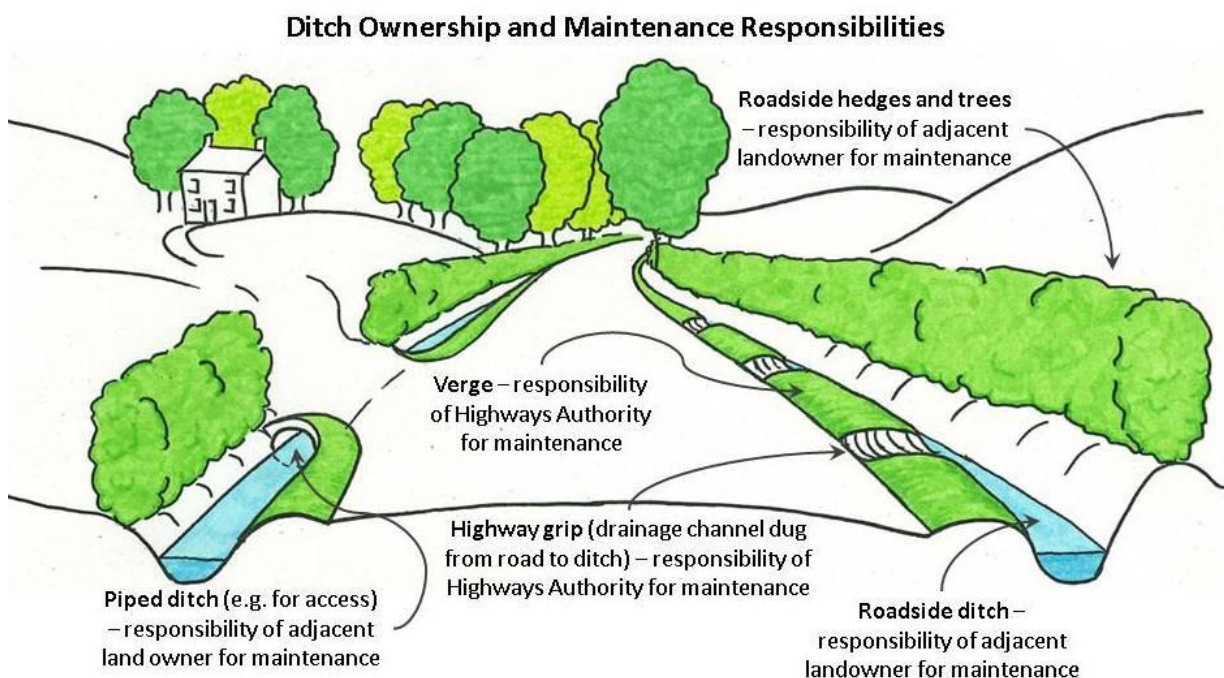 Ditch Ownership and Maintenance Responsibilities
Roadside hedges and trees
– responsibility of adjacent
landowner for maintenance
Verge – responsibility
of Highways Authority
for maintenance
Highway grip (drainage channel dug
from road to ditch) – responsibility of
Highways Authority for maintenance
Piped ditch (e.g. for access)
– responsibility of adjacent
land owner for maintenance
Roadside ditch –
responsibility of adjacent
landowner for maintenance